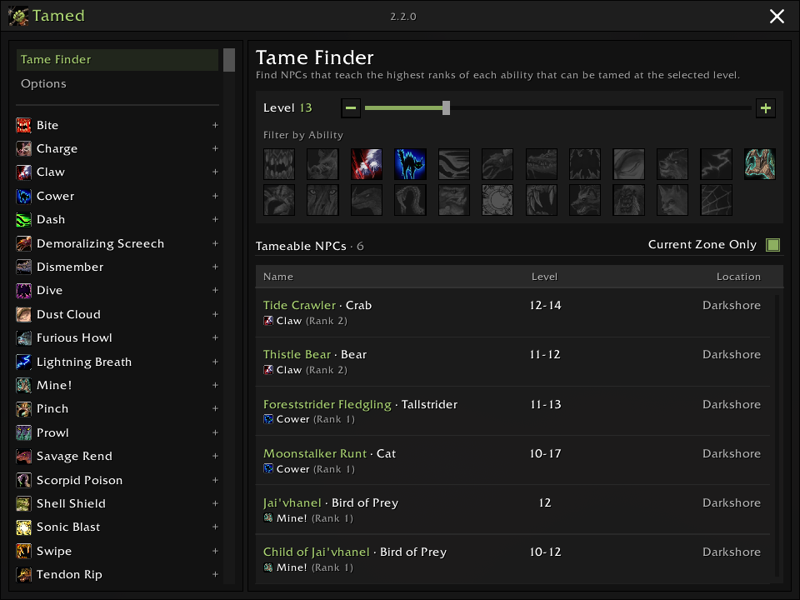 Tamed
2.2.0
Tame Finder
Options
Bite +
Charge +
Claw +
Cower +
Dash +
Demoralizing Screech +
Dismember +
Dive +
Dust Cloud +
Furious Howl +
Lightning Breath +
Mine! +
Pinch +
Prowl +
Savage Rend +
Scorpid Poison +
Shell Shield +
Sonic Blast +
Swipe +
Tendon Rip +
Tame Finder
Find NPCs that teach the highest ranks of each ability that can be tamed at the selected level.
Level 13
Filter by Ability
Tameable NPCs · 6 Current Zone Only
Name Level Location
Tide Crawler · Crab 12-14 Darkshore
Claw (Rank 2)
Thistle Bear · Bear 11-12 Darkshore
Claw (Rank 2)
Foreststrider Fledgling · Tallstrider 11-13 Darkshore
Cower (Rank 1)
Moonstalker Runt · Cat 10-17 Darkshore
Cower (Rank 1)
Jai'vhanel · Bird of Prey 12 Darkshore
Mine! (Rank 1)
Child of Jai'vhanel · Bird of Prey 10-12 Darkshore
Mine! (Rank 1)